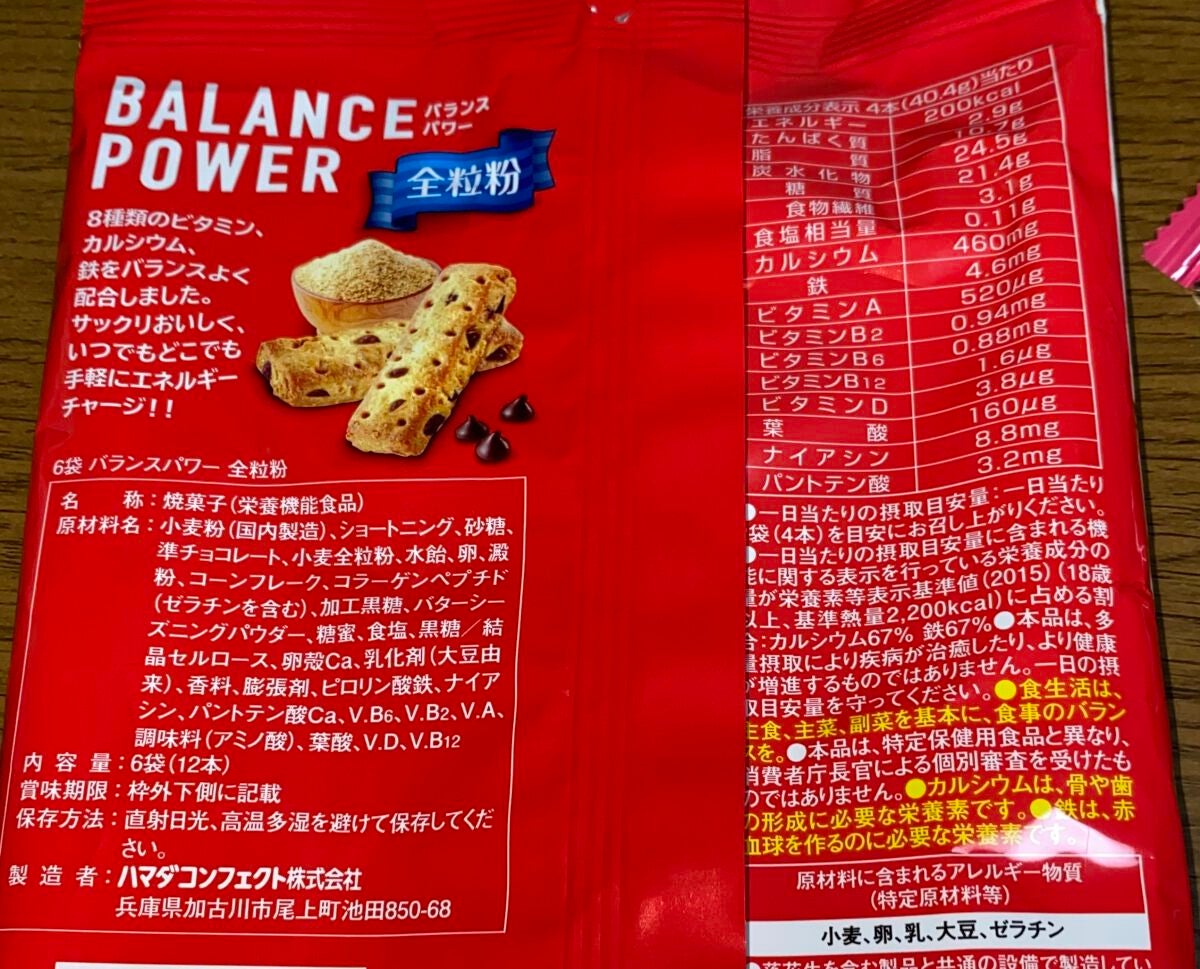 BALANCE
POWER
バランス
パワー
全粒粉
8種類のビタミン、
カルシウム、
鉄をバランスよく
配合しました。
サックリおいしく、
いつでもどこでも
手軽にエネルギー
チャージ!!
6袋 バランスパワー 全粒粉
名 称:焼菓子(栄養機能食品)
原材料名:小麦粉(国内製造)、ショートニング、砂糖、
準チョコレート、小麦全粒粉、水飴、卵、澱
粉、コーンフレーク、コラーゲンペプチド
(ゼラチンを含む)、加工黒糖、バターシー
ズニングパウダー、糖蜜、食塩、黒糖/結
晶セルロース、卵殻Ca、乳化剤(大豆由
来)、香料、膨張剤、ピロリン酸鉄、ナイア
シン、パントテン酸Ca、V.B6、V.B2、V.A、
調味料(アミノ酸)、葉酸、V.D、V.B12
内容量:6袋(12本)
賞味期限:枠外下側に記載
保存方法:直射日光、高温多湿を避けて保存してくだ
さい。
製造者:ハマダコンフェクト株式会社
兵庫県加古川市尾上町池田850-68
栄養成分表示 4本(40.4g)当たり
エネルギー 200kcal
たんぱく質 2.9g
脂質 10.7g
炭水化物 24.5g
糖質 21.4g
食物繊維 3.1g
食塩相当量 0.11g
カルシウム 460mg
鉄 4.6mg
ビタミンA 520μg
ビタミンB2 0.94mg
ビタミンB6 0.88mg
ビタミンB12 1.6μg
ビタミンD 3.8μg
葉酸 160μg
ナイアシン 8.8mg
パントテン酸 3.2mg
●一日当たりの摂取目安量:一日当たり
袋(4本)を目安にお召し上がりください。
●一日当たりの摂取目安量に含まれる機
能に関する表示を行っている栄養成分の
量が栄養素等表示基準値(2015)(18歳
以上、基準熱量2,200kcal)に占める割
合:カルシウム67% 鉄67%●本品は、多
量摂取により疾病が治癒したり、より健康
が増進するものではありません。一日の摂
取目安量を守ってください。●食生活は、
主食、主菜、副菜を基本に、食事のバラン
スを。●本品は、特定保健用食品と異なり、
消費者庁長官による個別審査を受けたも
のではありません。●カルシウムは、骨や歯
の形成に必要な栄養素です。●鉄は、赤
血球を作るのに必要な栄養素です。
原材料に含まれるアレルギー物質
(特定原材料等)
小麦、卵、乳、大豆、ゼラチン
●落花生を含む製品と共通の設備で製造してい